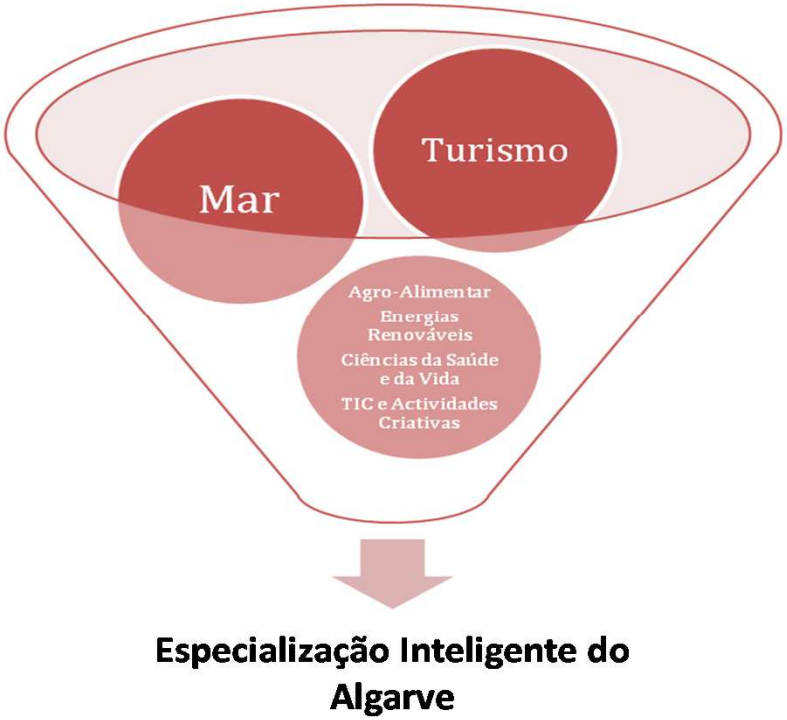 Turismo
Mar
Agro-Alimentar
Energias
Renováveis
Ciências da Saúde
e da Vida
TIC e Actividades
Criativas
Especialização Inteligente do
Algarve